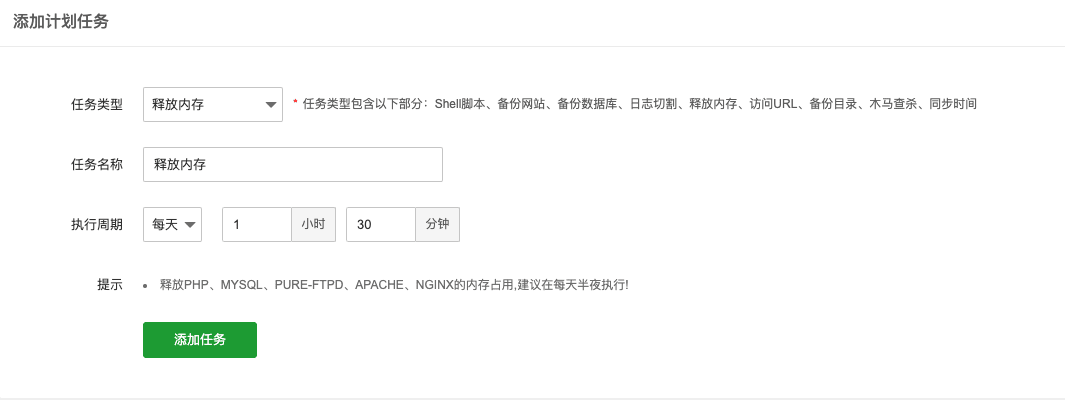 添加计划任务
任务类型 释放内存 * 任务类型包含以下部分：Shell脚本、备份网站、备份数据库、日志切割、释放内存、访问URL、备份目录、木马查杀、同步时间
任务名称 释放内存
执行周期 每天 1 小时 30 分钟
提示 • 释放PHP、MYSQL、PURE-FTPD、APACHE、NGINX的内存占用,建议在每天半夜执行!
添加任务